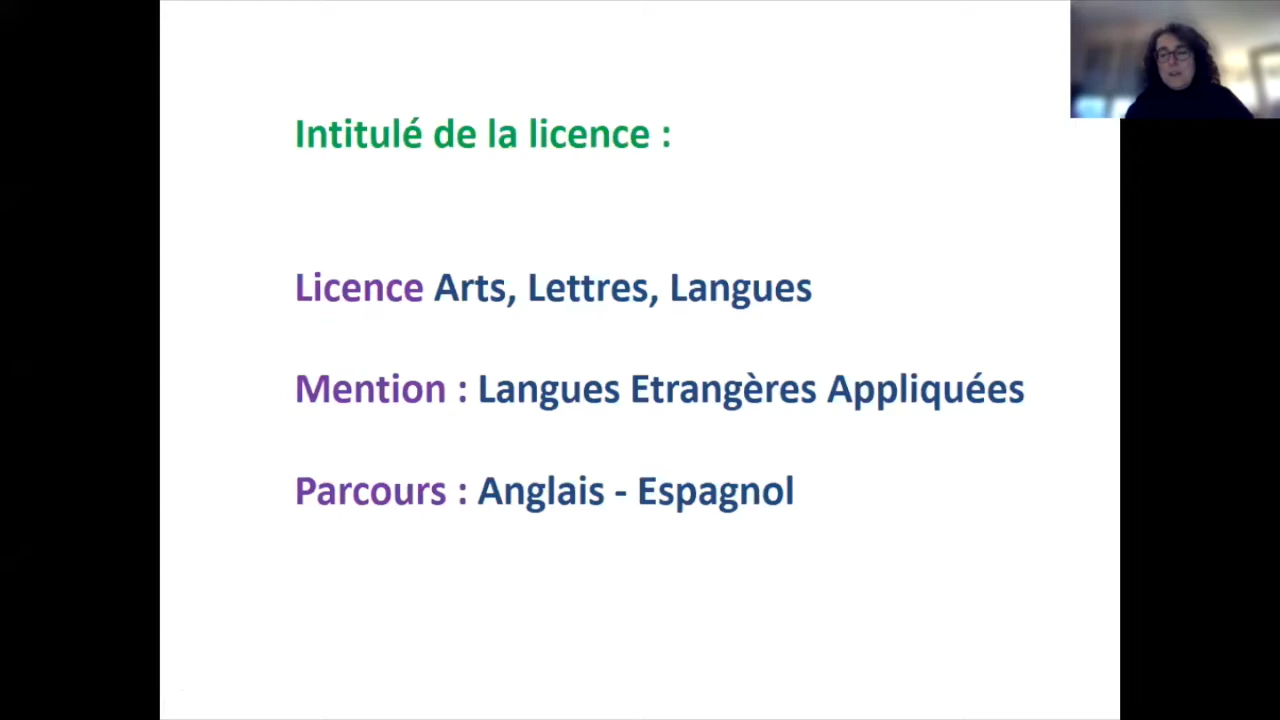 Intitulé de la licence :
Licence Arts, Lettres, Langues
Mention : Langues Etrangères Appliquées
Parcours : Anglais - Espagnol